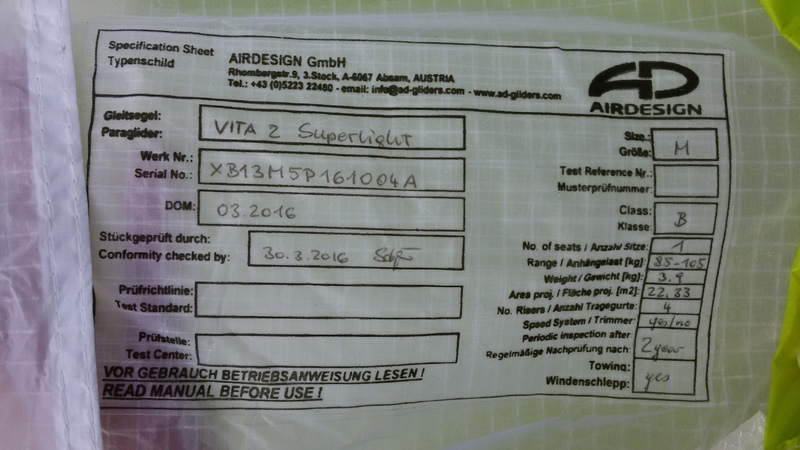 Specification Sheet
Typenschild
AIRDESIGN GmbH
Rhombergstr.9, 3.Stock, A-6067 Absam, AUSTRIA
Tel.: +43 (0)5223 22480 - email: info@ad-gliders.com - www.ad-gliders.com
AD
AIRDESIGN
Gleitsegel:
Paraglider:
VITA 2 Superlight
Werk Nr.:
Serial No.:
XB13M5P161004A
DOM:
03.2016
Stückgeprüft durch:
Conformity checked by:
30.3.2016
Prüfrichtlinie:
Test Standard:
Prüfstelle:
Test Center:
VOR GEBRAUCH BETRIEBSANWEISUNG LESEN !
READ MANUAL BEFORE USE !
Size:
Größe:
M
Test Reference Nr.:
Musterprüfnummer:
Class:
Klasse:
B
No. of seats / Anzahl Sitze:
1
Range / Anhängelast [kg]:
85-105
Weight / Gewicht [kg]:
3.9
Area proj. / Fläche proj. [m2]:
22.33
No. Risers / Anzahl Tragegurte:
4
Speed System / Trimmer:
yes/no
Periodic inspection after
Regelmäßige Nachprüfung nach:
2 year
Towing:
Windenschlepp:
yes